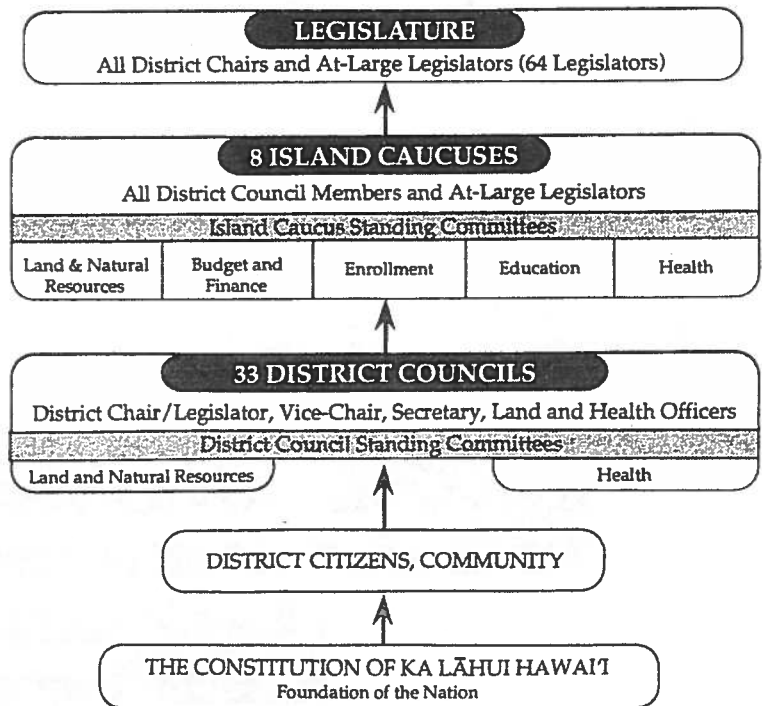 LEGISLATURE
All District Chairs and At-Large Legislators (64 Legislators)
8 ISLAND CAUCUSES
All District Council Members and At-Large Legislators
Island Caucus Standing Committees
Land & Natural
Resources
Budget and
Finance
Enrollment
Education
Health
33 DISTRICT COUNCILS
District Chair/Legislator, Vice-Chair, Secretary, Land and Health Officers
District Council Standing Committees
Land and Natural Resources
Health
DISTRICT CITIZENS, COMMUNITY
THE CONSTITUTION OF KA LĀHUI HAWAI'I
Foundation of the Nation